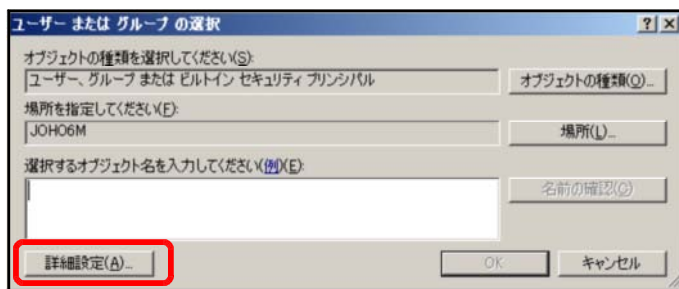 ユーザー または グループ の選択
オブジェクトの種類を選択してください(S):
ユーザー、グループ または ビルトイン セキュリティ プリンシパル
オブジェクトの種類(O)...
場所を指定してください(F):
JOHO6M
場所(L)...
選択するオブジェクト名を入力してください(例)(E):
名前の確認(C)
詳細設定(A)...
OK
キャンセル